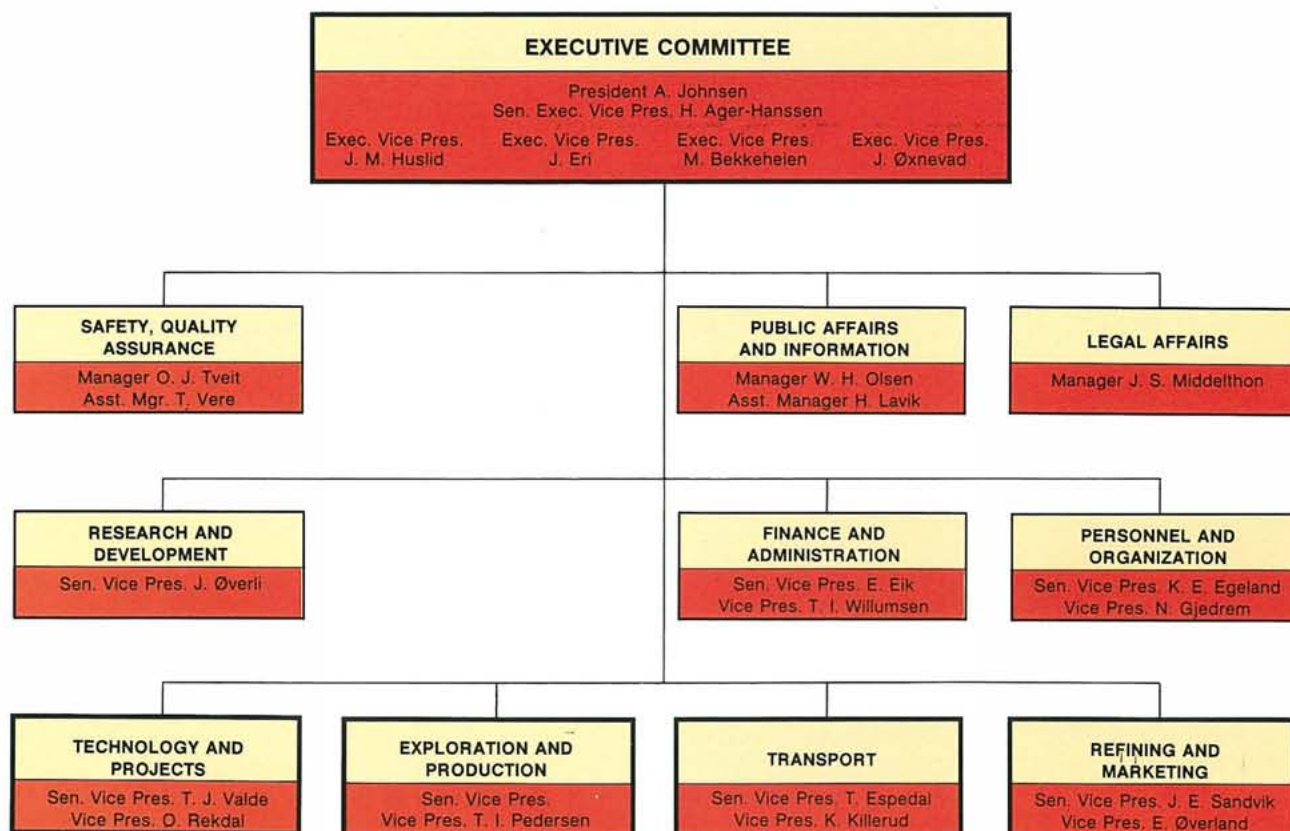 EXECUTIVE COMMITTEE
President A. Johnsen
Sen. Exec. Vice Pres. H. Ager-Hanssen
Exec. Vice Pres.
J. M. Huslid
Exec. Vice Pres.
J. Eri
Exec. Vice Pres.
M. Bekkeheien
Exec. Vice Pres.
J. Øxnevad
SAFETY, QUALITY
ASSURANCE
Manager O. J. Tveit
Asst. Mgr. T. Vere
PUBLIC AFFAIRS
AND INFORMATION
Manager W. H. Olsen
Asst. Manager H. Lavik
LEGAL AFFAIRS
Manager J. S. Middelthon
RESEARCH AND
DEVELOPMENT
Sen. Vice Pres. J. Øverli
FINANCE AND
ADMINISTRATION
Sen. Vice Pres. E. Eik
Vice Pres. T. I. Willumsen
PERSONNEL AND
ORGANIZATION
Sen. Vice Pres. K. E. Egeland
Vice Pres. N. Gjedrem
TECHNOLOGY AND
PROJECTS
Sen. Vice Pres. T. J. Valde
Vice Pres. O. Rekdal
EXPLORATION AND
PRODUCTION
Sen. Vice Pres.
Vice Pres. T. I. Pedersen
TRANSPORT
Sen. Vice Pres. T. Espedal
Vice Pres. K. Killerud
REFINING AND
MARKETING
Sen. Vice Pres. J. E. Sandvik
Vice Pres. E. Øverland